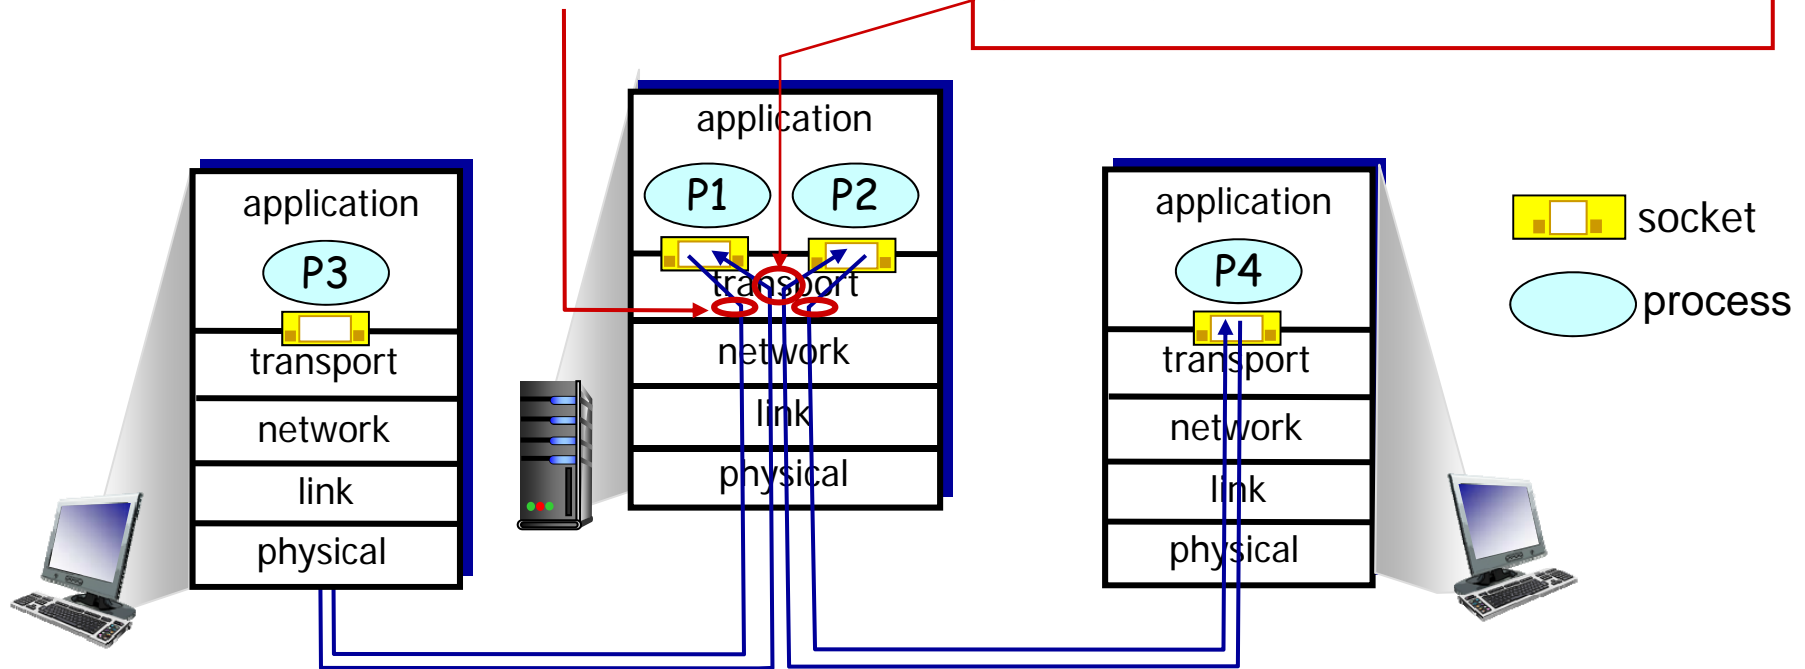 application
P3
transport
network
link
physical
application
P1 P2
transport
network
link
physical
application
P4
transport
network
link
physical
socket
process